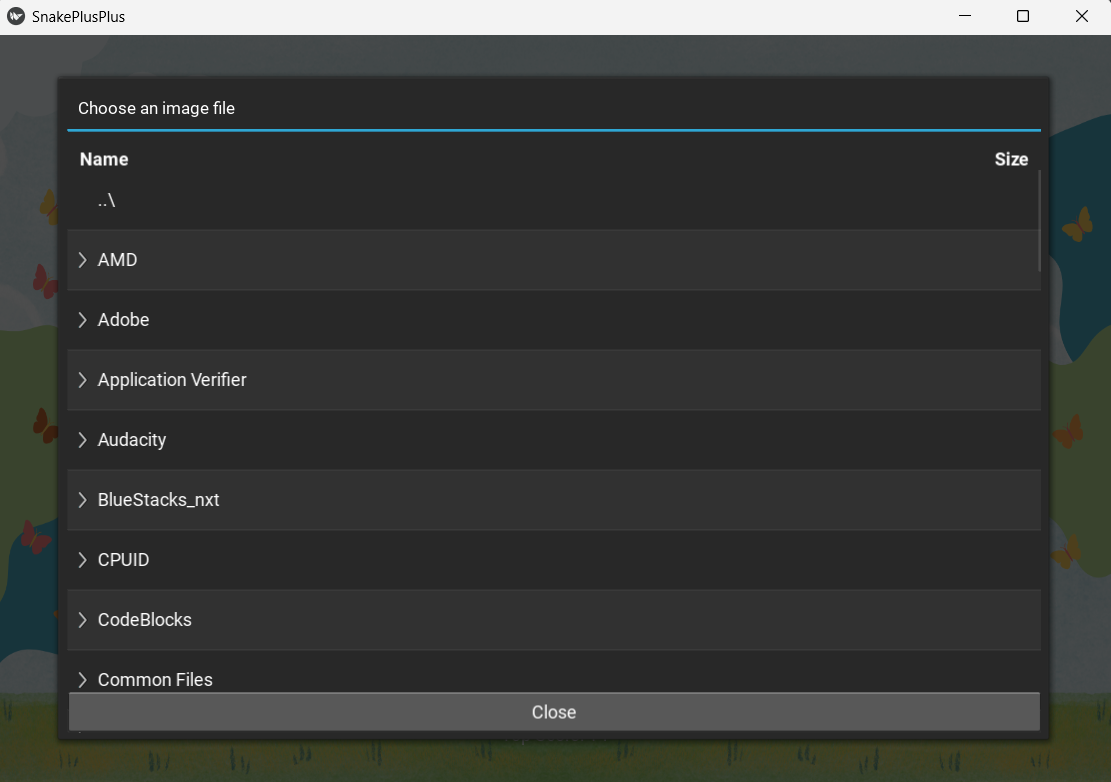 SnakePlusPlus
Choose an image file
Name Size
..\
AMD
Adobe
Application Verifier
Audacity
BlueStacks_nxt
CPUID
CodeBlocks
Common Files
Close